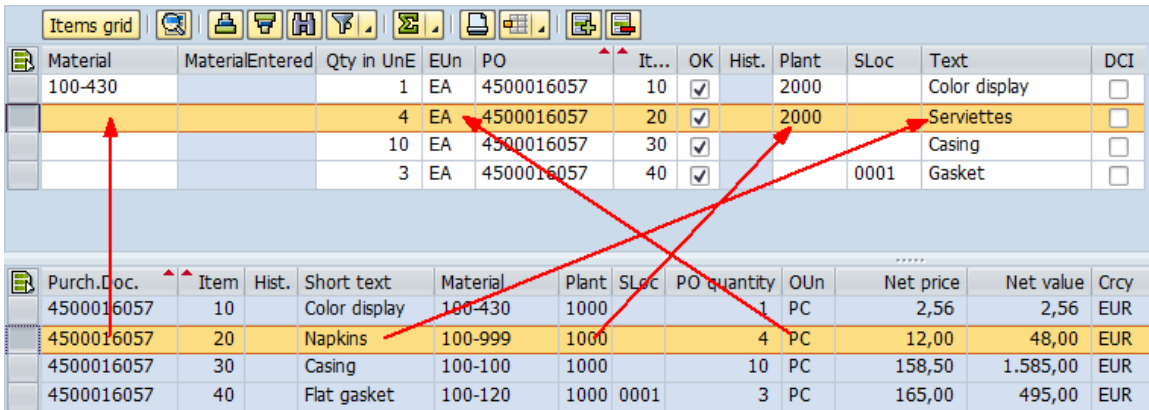 Items grid
Material MaterialEntered Qty in UnE EUn PO It... OK Hist. Plant SLoc Text DCI
100-430 1 EA 4500016057 10 2000 Color display
4 EA 4500016057 20 2000 Serviettes
10 EA 4500016057 30 Casing
3 EA 4500016057 40 0001 Gasket
Purch.Doc. Item Hist. Short text Material Plant SLoc PO quantity OUn Net price Net value Crcy
4500016057 10 Color display 100-430 1000 1 PC 2,56 2,56 EUR
4500016057 20 Napkins 100-999 1000 4 PC 12,00 48,00 EUR
4500016057 30 Casing 100-100 1000 10 PC 158,50 1.585,00 EUR
4500016057 40 Flat gasket 100-120 1000 0001 3 PC 165,00 495,00 EUR